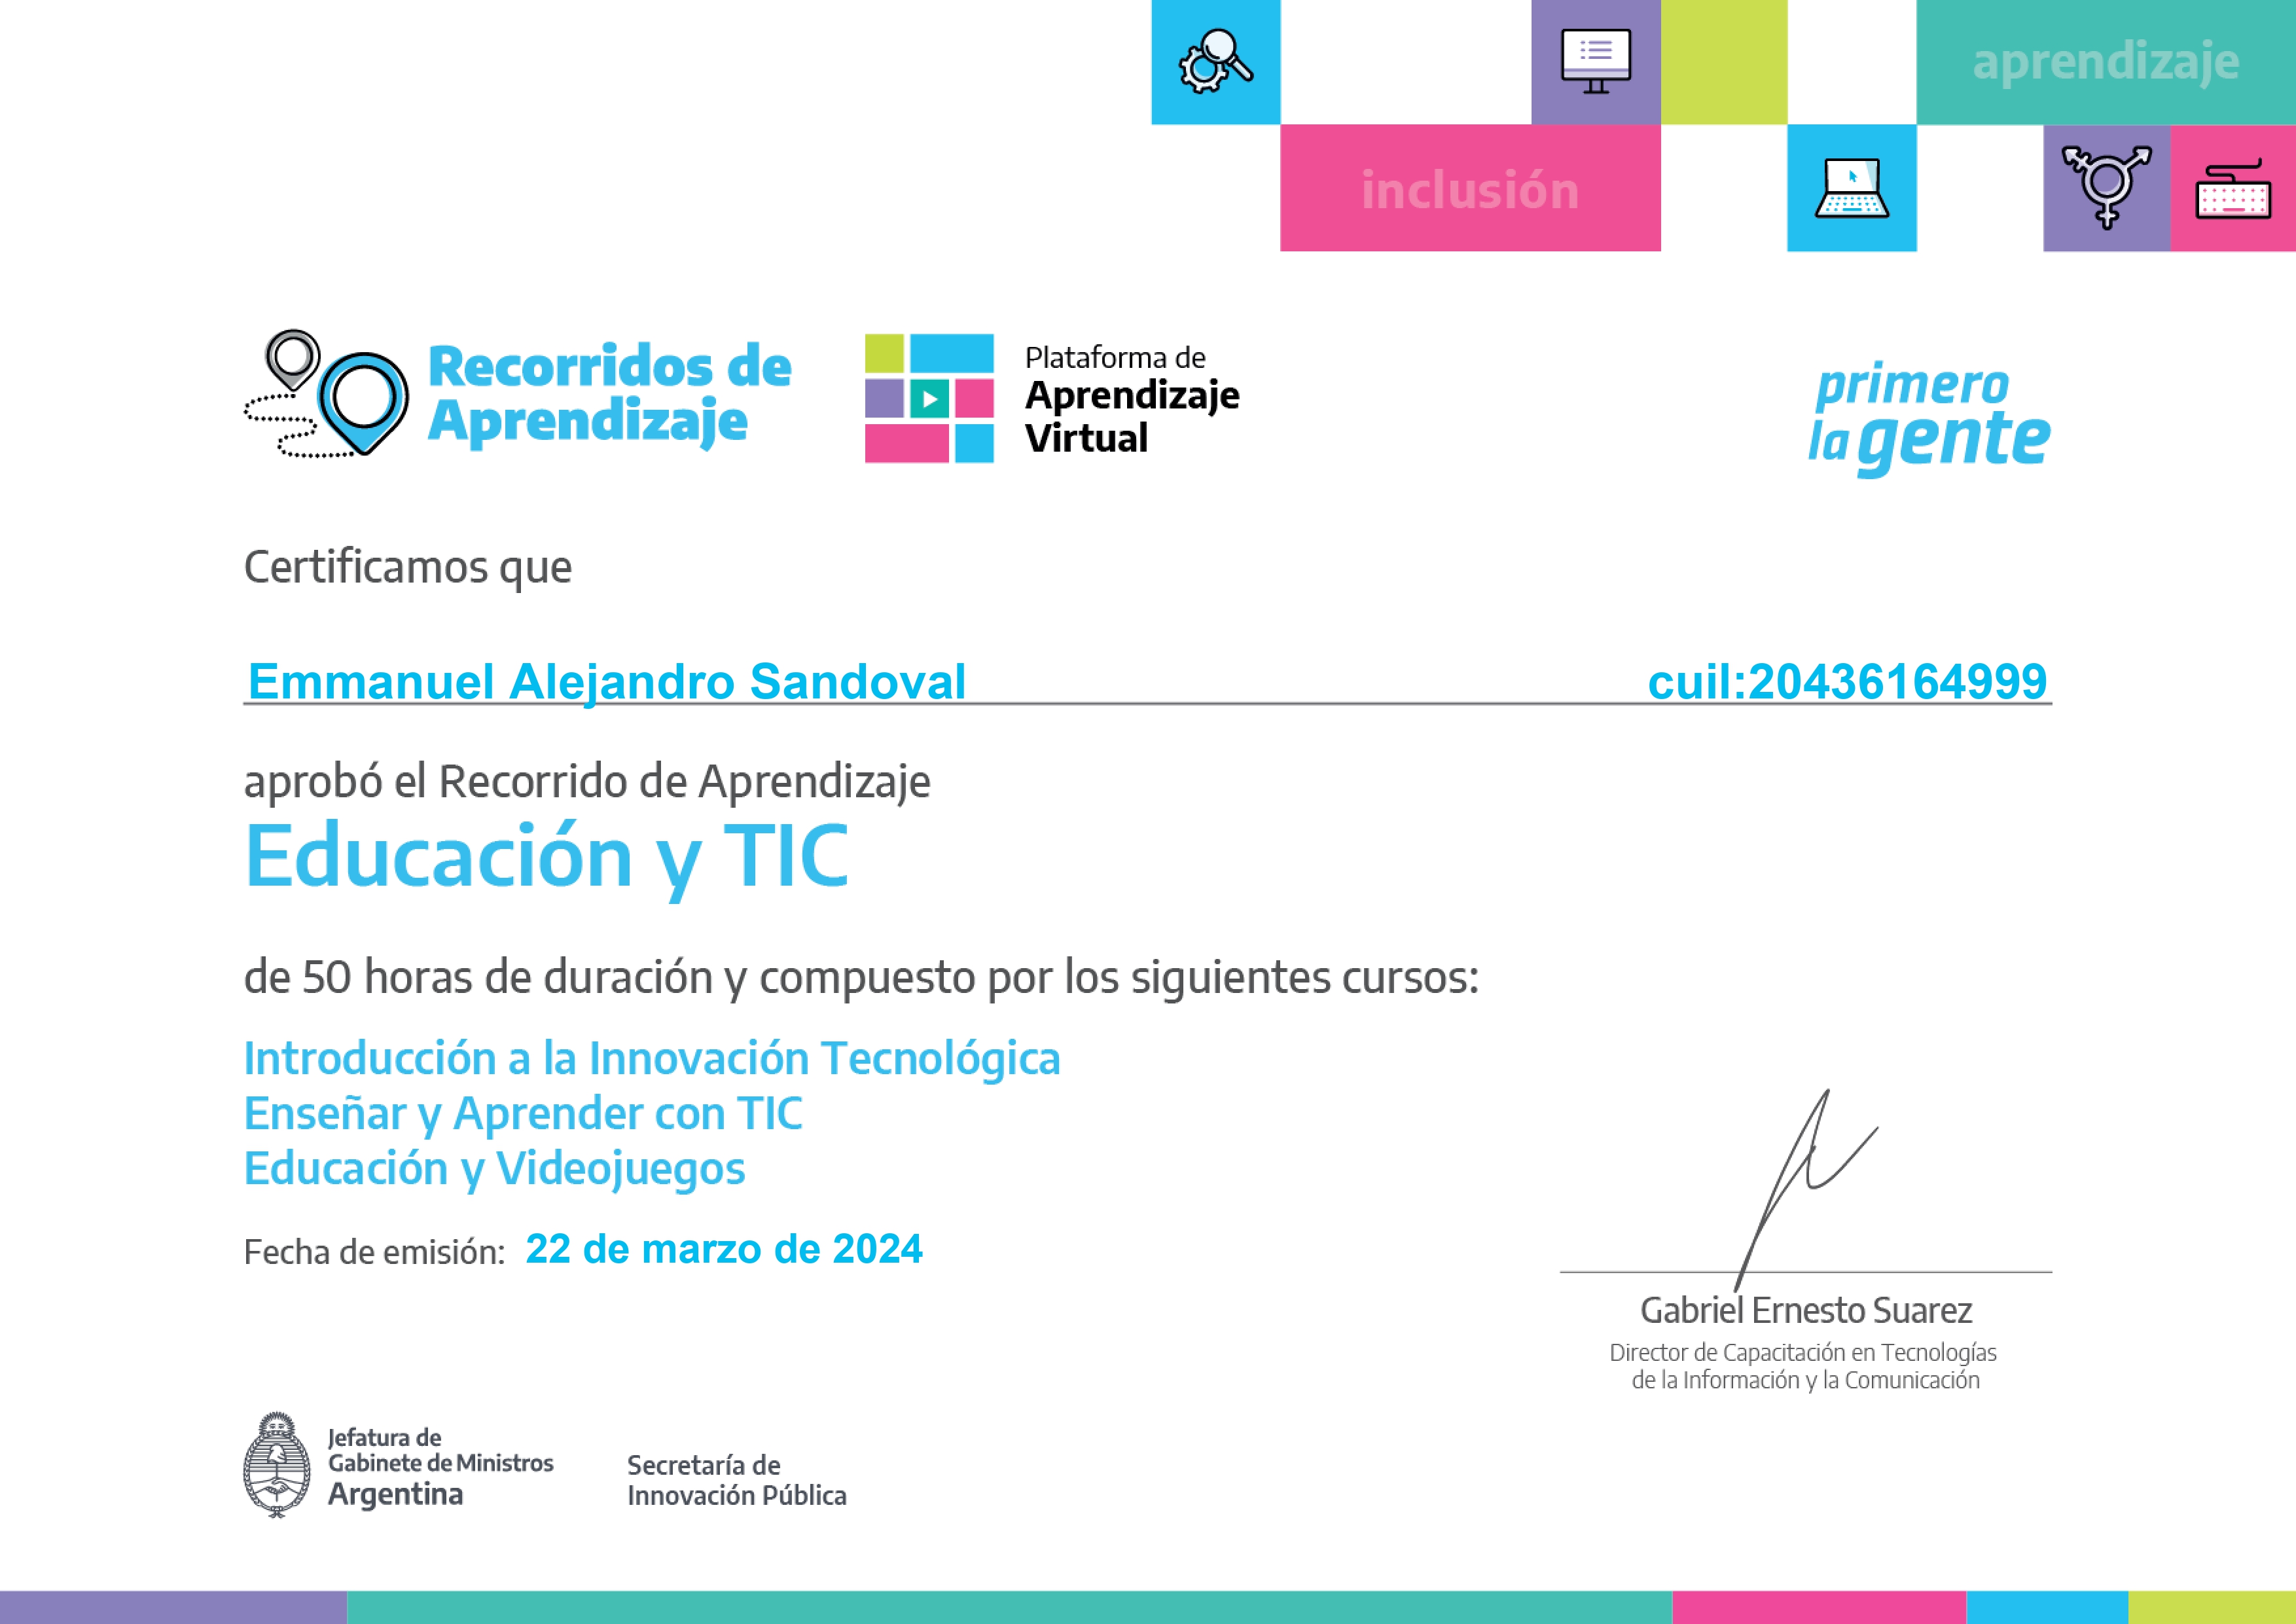 aprendizaje
inclusión
Recorridos de
Aprendizaje
Plataforma de
Aprendizaje
Virtual
primero
la gente
Certificamos que
Emmanuel Alejandro Sandoval
cuil:20436164999
aprobó el Recorrido de Aprendizaje
Educación y TIC
de 50 horas de duración y compuesto por los siguientes cursos:
Introducción a la Innovación Tecnológica
Enseñar y Aprender con TIC
Educación y Videojuegos
Fecha de emisión: 22 de marzo de 2024
Gabriel Ernesto Suarez
Director de Capacitación en Tecnologías
de la Información y la Comunicación
Jefatura de
Gabinete de Ministros
Argentina
Secretaría de
Innovación Pública